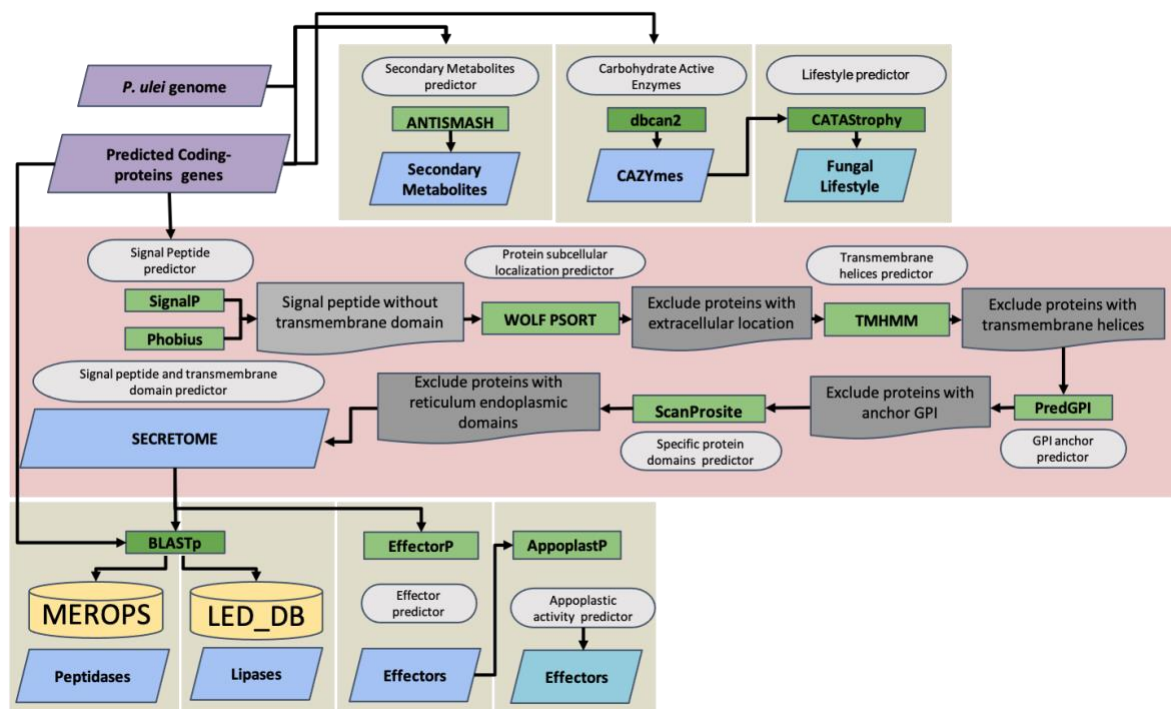 P. ulei genome
Predicted Coding-
proteins genes
Secondary Metabolites
predictor
ANTISMASH
Secondary
Metabolites
Carbohydrate Active
Enzymes
dbcan2
CAZYmes
Lifestyle predictor
CATAStrophy
Fungal
Lifestyle
Signal Peptide
predictor
SignalP
Phobius
Signal peptide without
transmembrane domain
Protein subcellular
localization predictor
WOLF PSORT
Exclude proteins with
extracellular location
Transmembrane
helices predictor
TMHMM
Exclude proteins with
transmembrane helices
Signal peptide and transmembrane
domain predictor
SECRETOME
Exclude proteins with
reticulum endoplasmic
domains
ScanProsite
Specific protein
domains predictor
Exclude proteins with
anchor GPI
PredGPI
GPI anchor
predictor
BLASTp
MEROPS
LED_DB
Peptidases
Lipases
EffectorP
Effector
predictor
Effectors
AppoplastP
Appoplastic
activity predictor
Effectors